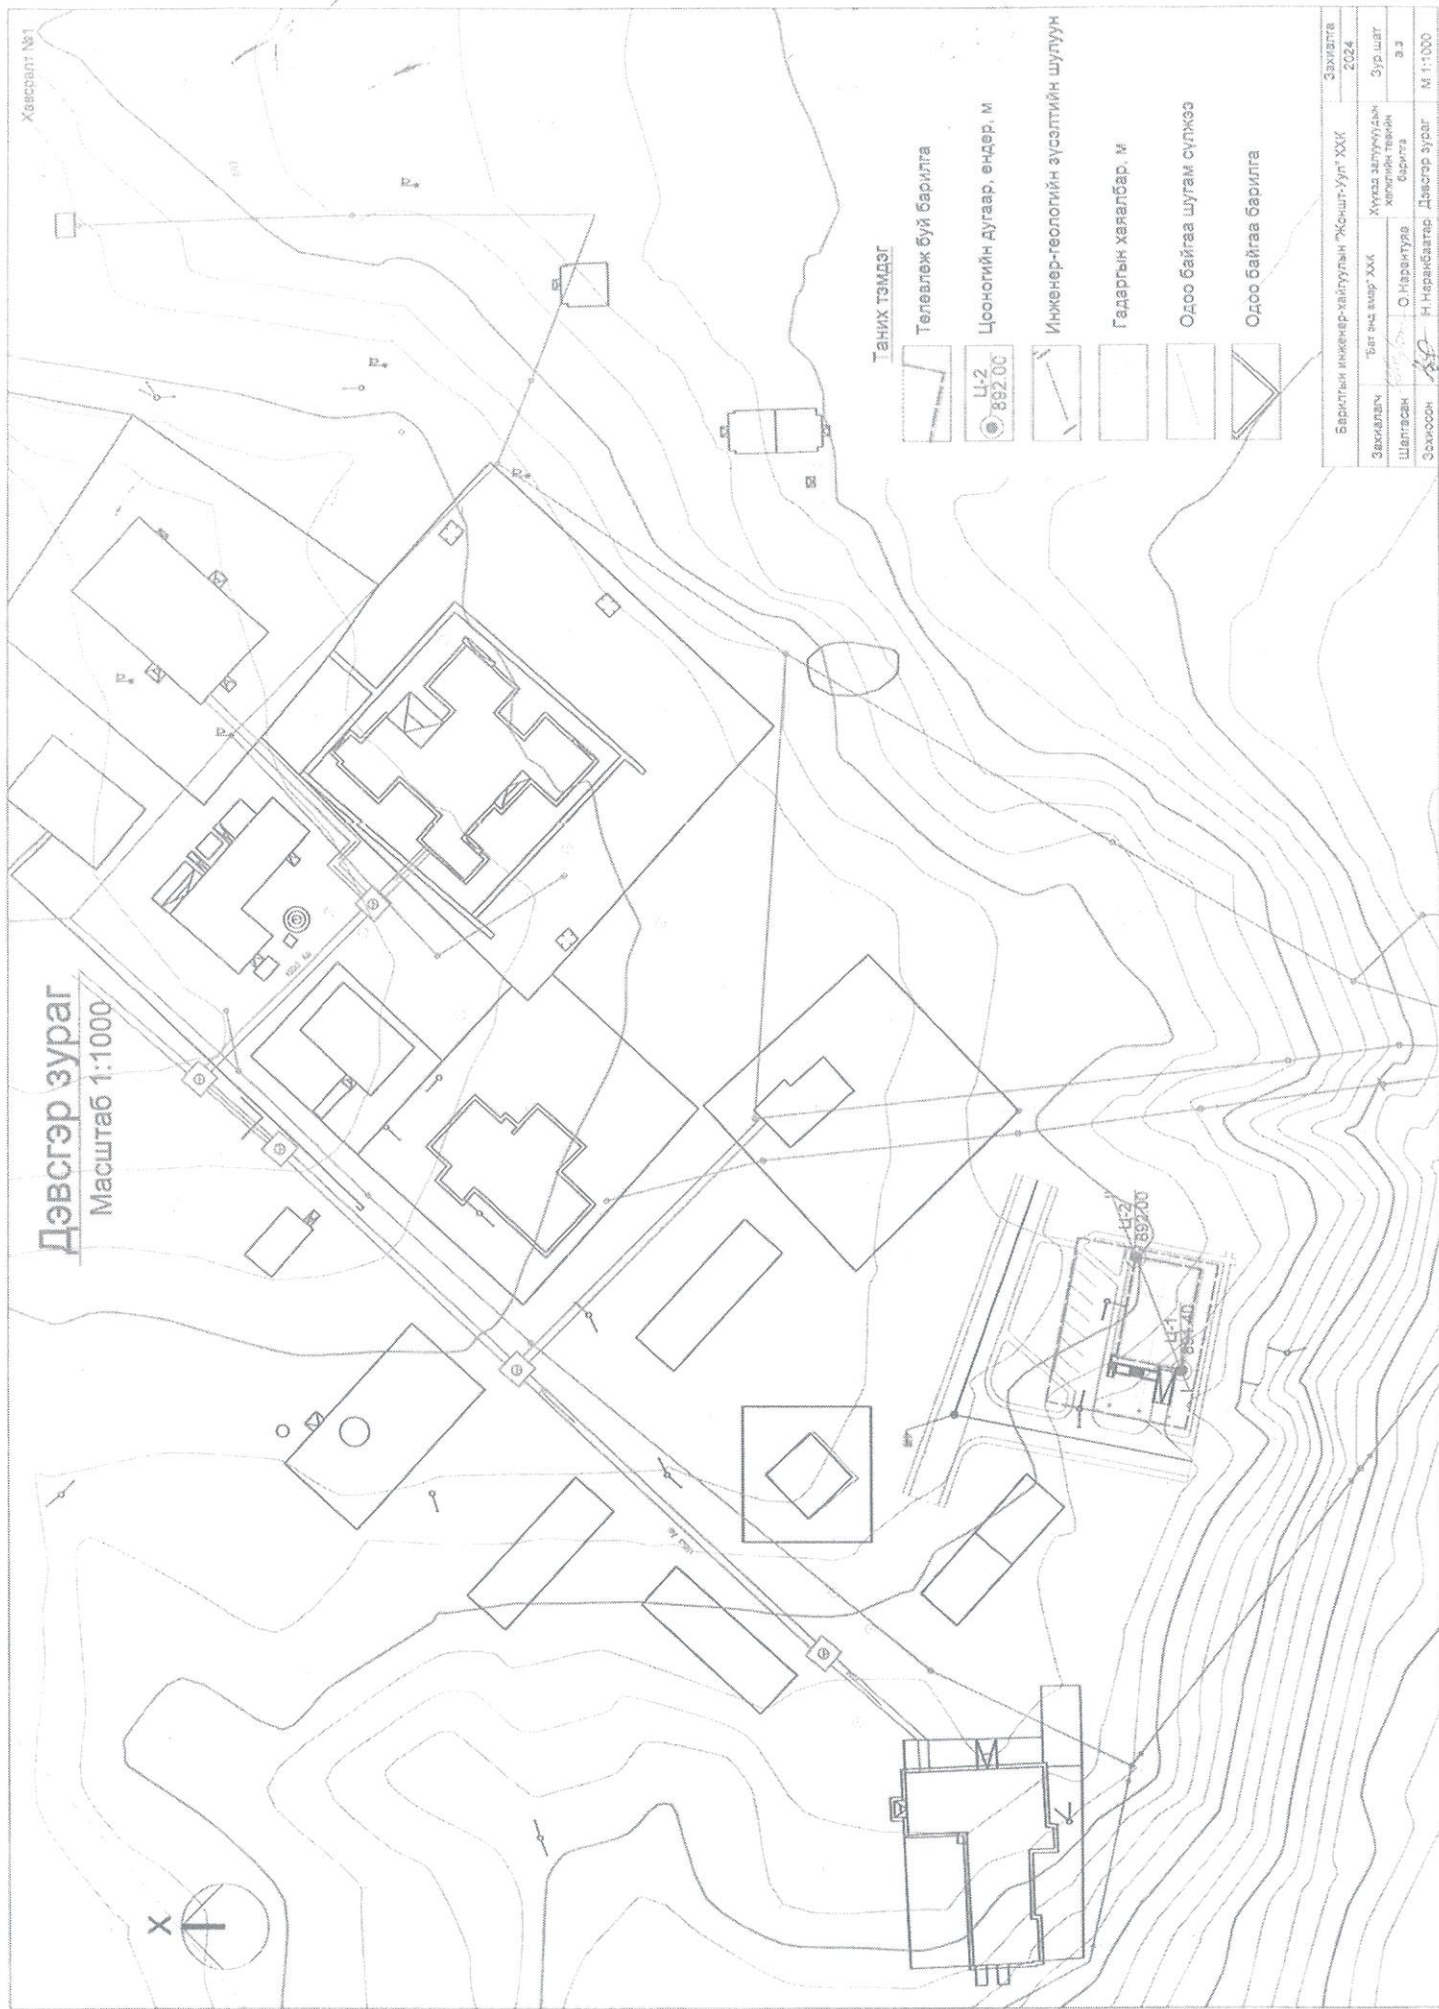 Хавсралт №1
Дэвсгэр зураг
Масштаб 1:1000
Х
Ц-2
892.00
Ц-1
Таних тэмдэг
Төлөвлөж буй барилга
Ц-2
892.00
Цооногийн дугаар, өндөр, м
Инженер-геологийн зүсэлтийн шулуун
Гадаргын хаялбар, м
Одоо байгаа шугам сүлжээ
Одоо байгаа барилга
Барилгын инженер-хайгуулын "Жоншт-Уул" ХХК
Захиалга
2024
Захиалагч
"Бат энд амар" ХХК
Хүүхэд залуучуудын
хөгжлийн төвийн
барилга
Зур.шат
а.з
Шалгасан
О.Нарантуяа
Зохиосон
Н.Наранбаатар
Дэвсгэр зураг
М 1:1000